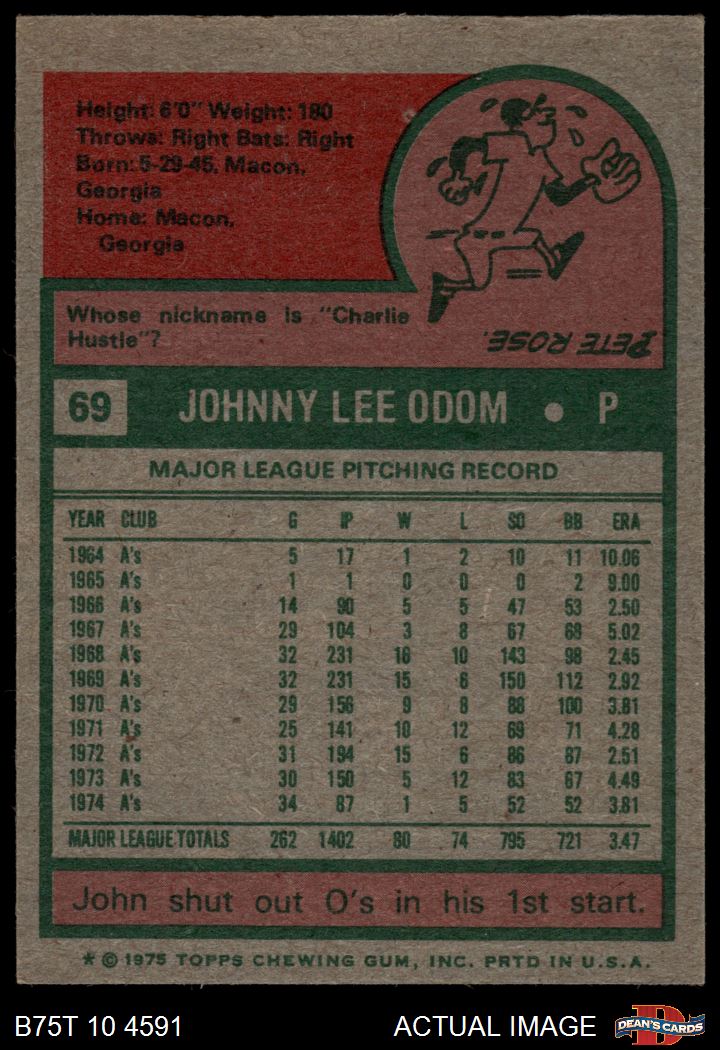 Height: 6'0" Weight: 180
Throws: Right Bats: Right
Born: 5-29-45, Macon,
Georgia
Home: Macon,
Georgia
Whose nickname is "Charlie
Hustle"?
PETE ROSE.
69 JOHNNY LEE ODOM • P
MAJOR LEAGUE PITCHING RECORD
YEAR CLUB G IP W L SO BB ERA
1964 A's 5 17 1 2 10 11 10.06
1965 A's 1 1 0 0 0 2 9.00
1966 A's 14 90 5 5 47 53 2.50
1967 A's 29 104 3 8 67 68 5.02
1968 A's 32 231 16 10 143 98 2.45
1969 A's 32 231 15 6 150 112 2.92
1970 A's 29 156 9 8 88 100 3.81
1971 A's 25 141 10 12 69 71 4.28
1972 A's 31 194 15 6 86 87 2.51
1973 A's 30 150 5 12 83 67 4.49
1974 A's 34 87 1 5 52 52 3.81
MAJOR LEAGUE TOTALS 262 1402 80 74 795 721 3.47
John shut out O's in his 1st start.
* © 1975 TOPPS CHEWING GUM, INC. PRTD IN U.S.A.
B75T 10 4591 ACTUAL IMAGE DEAN'S CARDS